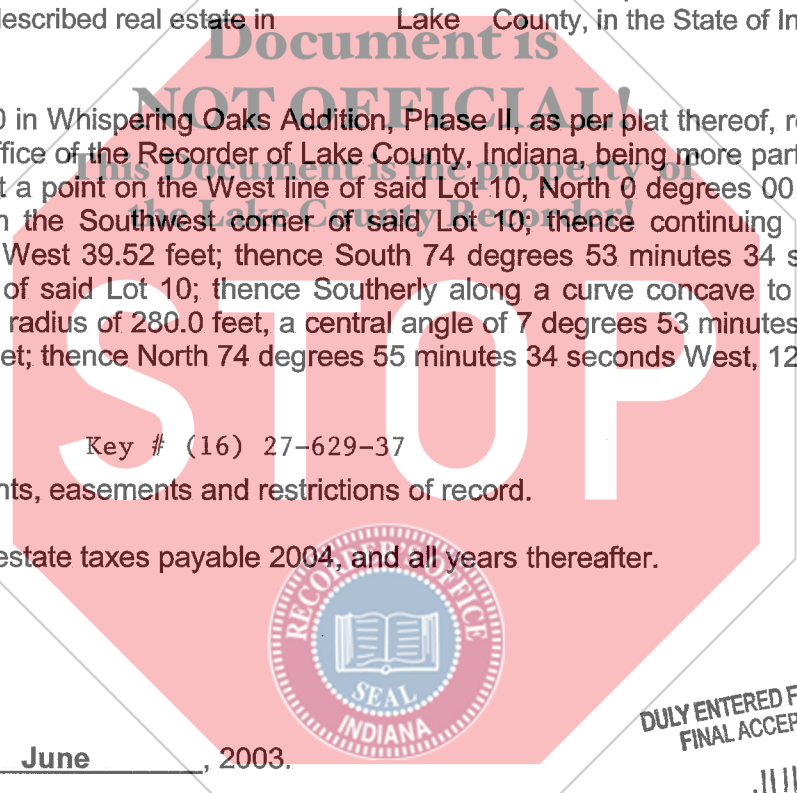 described real estate in Lake County, in the State of In
Document is
NOT OFFICIAL!
0 in Whispering Oaks Addition, Phase II, as per plat thereof, re
ffice of the Recorder of Lake County, Indiana, being more part
This Document is the property of
t a point on the West line of said Lot 10, North 0 degrees 00
the Lake County Recorder!
n the Southwest corner of said Lot 10; thence continuing
West 39.52 feet; thence South 74 degrees 53 minutes 34 s
of said Lot 10; thence Southerly along a curve concave to
radius of 280.0 feet, a central angle of 7 degrees 53 minutes
et; thence North 74 degrees 55 minutes 34 seconds West, 12
STOP
Key # (16) 27-629-37
nts, easements and restrictions of record.
estate taxes payable 2004, and all years thereafter.
RECORDER'S OFFICE
SEAL
INDIANA
DULY ENTERED F
FINAL ACCEP
June, 2003.